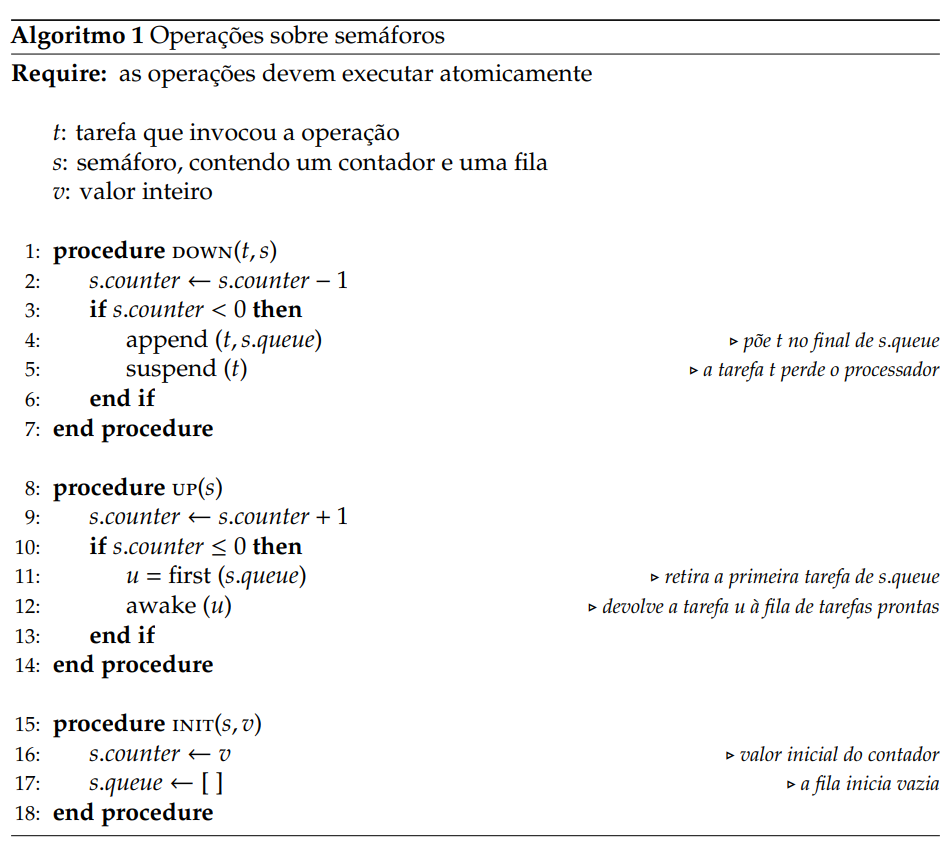 Algoritmo 1 Operações sobre semáforos
Require: as operações devem executar atomicamente
t: tarefa que invocou a operação
s: semáforo, contendo um contador e uma fila
v: valor inteiro
1: procedure DOWN(t, s)
2: s.counter ← s.counter − 1
3: if s.counter < 0 then
4: append (t, s.queue) ▹ põe t no final de s.queue
5: suspend (t) ▹ a tarefa t perde o processador
6: end if
7: end procedure
8: procedure UP(s)
9: s.counter ← s.counter + 1
10: if s.counter ≤ 0 then
11: u = first (s.queue) ▹ retira a primeira tarefa de s.queue
12: awake (u) ▹ devolve a tarefa u à fila de tarefas prontas
13: end if
14: end procedure
15: procedure INIT(s, v)
16: s.counter ← v ▹ valor inicial do contador
17: s.queue ← [ ] ▹ a fila inicia vazia
18: end procedure